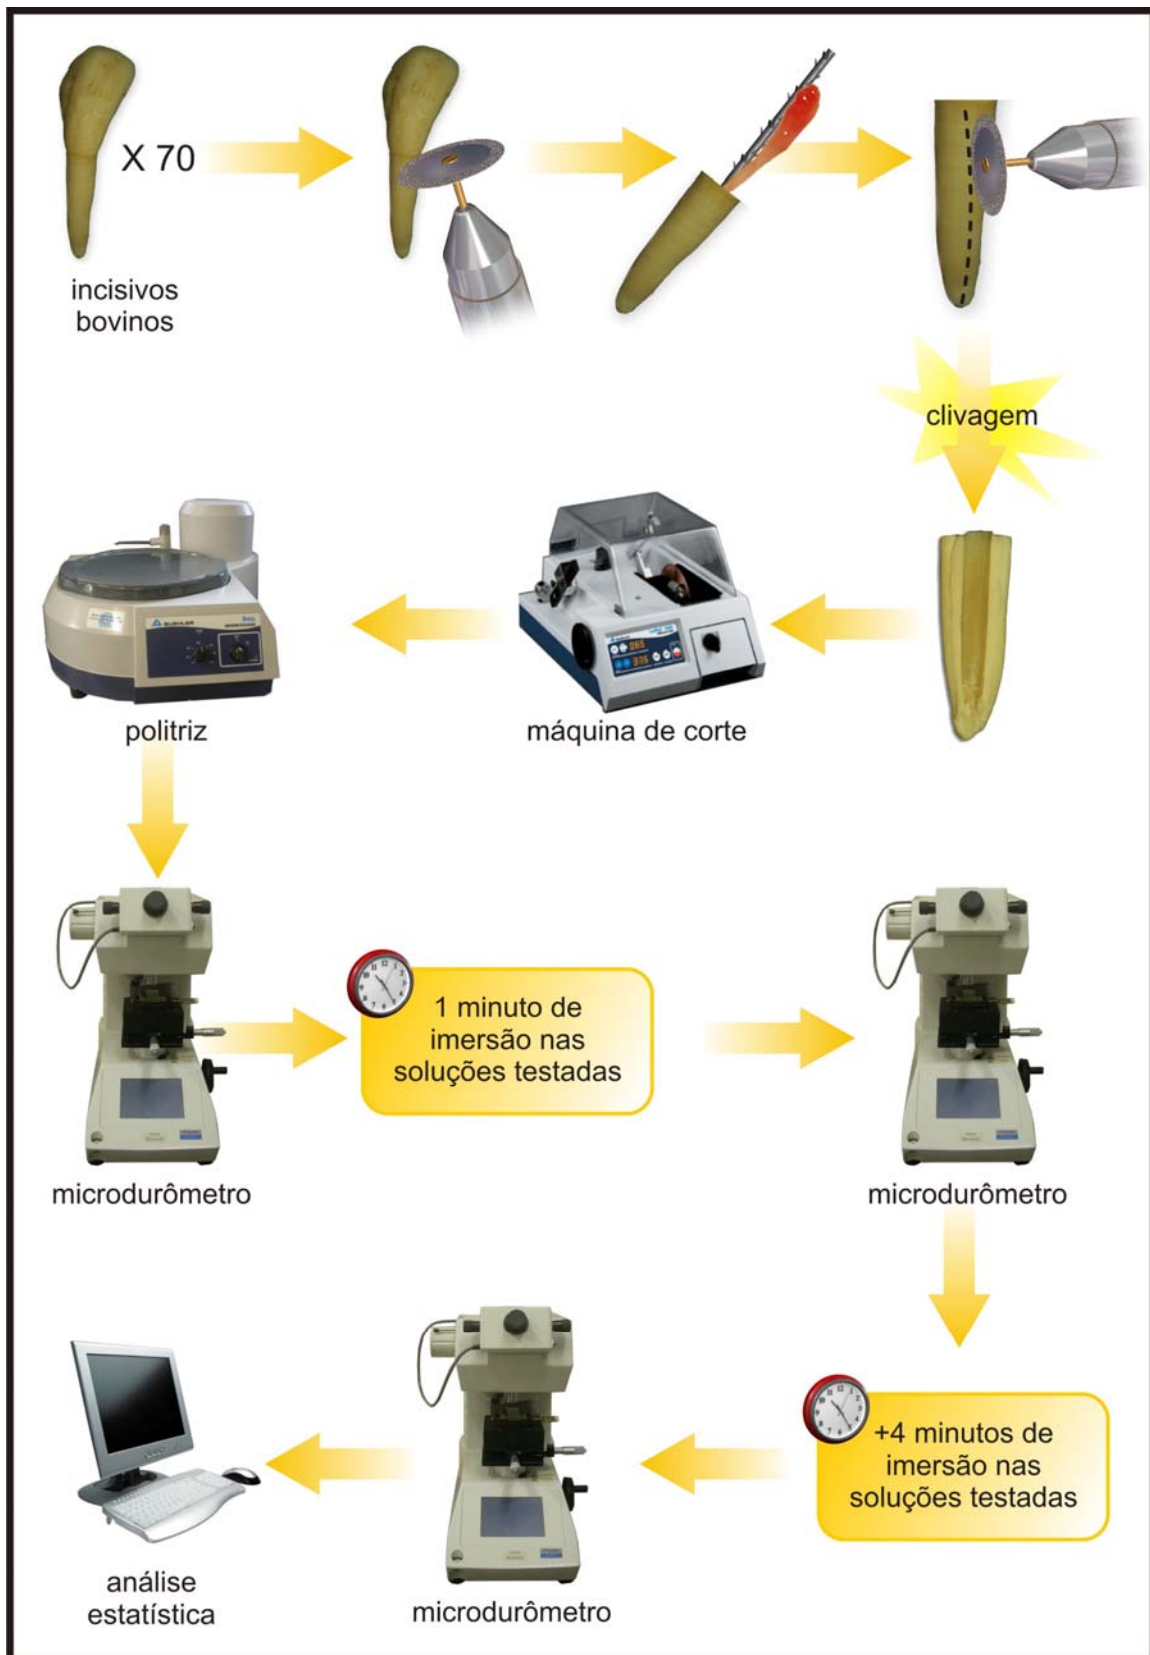 X 70
incisivos
bovinos
clivagem
BUEHLER
politriz
máquina de corte
1 minuto de
imersão nas
soluções testadas
microdurômetro
microdurômetro
+4 minutos de
imersão nas
soluções testadas
microdurômetro
análise
estatística